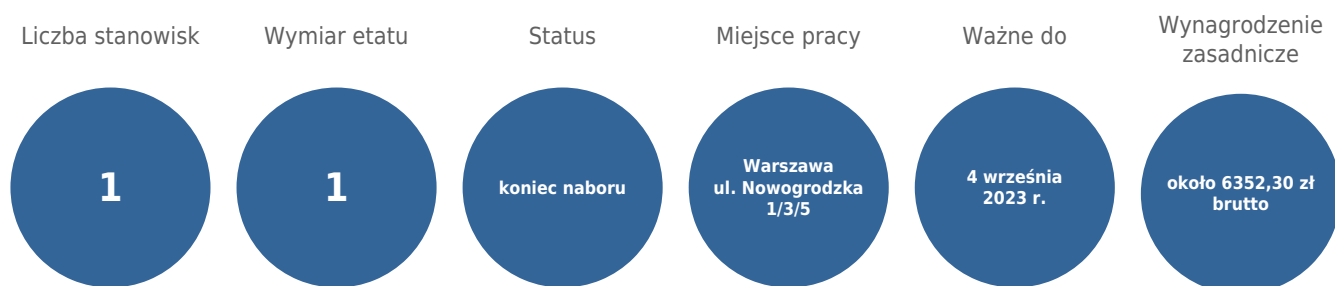 Liczba stanowisk
1
Wymiar etatu
1
Status
koniec naboru
Miejsce pracy
Warszawa
ul. Nowogrodzka
1/3/5
Ważne do
4 września
2023 r.
Wynagrodzenie
zasadnicze
około 6352,30 zł
brutto